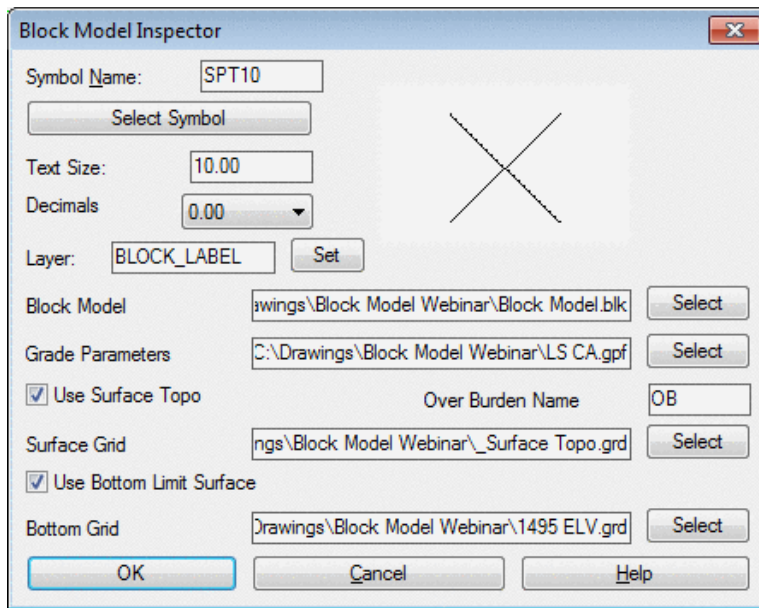 Block Model Inspector
Symbol Name: SPT10
Select Symbol
Text Size: 10.00
Decimals 0.00
Layer: BLOCK_LABEL Set
Block Model awings\Block Model Webinar\Block Model.blk Select
Grade Parameters C:\Drawings\Block Model Webinar\LS CA.gpf Select
Use Surface Topo Over Burden Name OB
Surface Grid ngs\Block Model Webinar\_Surface Topo.grd Select
Use Bottom Limit Surface
Bottom Grid Drawings\Block Model Webinar\1495 ELV.grd Select
OK Cancel Help